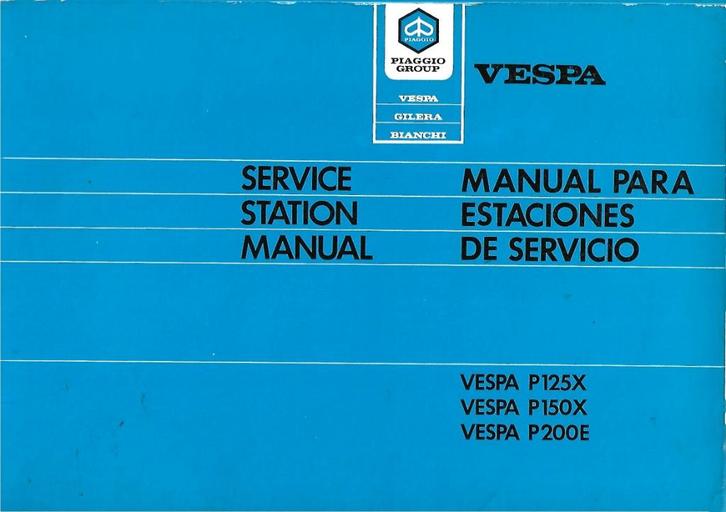 PIAGGIO
PIAGGIO
GROUP
VESPA
GILERA
BIANCHI
VESPA
SERVICE
STATION
MANUAL
MANUAL PARA
ESTACIONES
DE SERVICIO
VESPA P125X
VESPA P150X
VESPA P200E